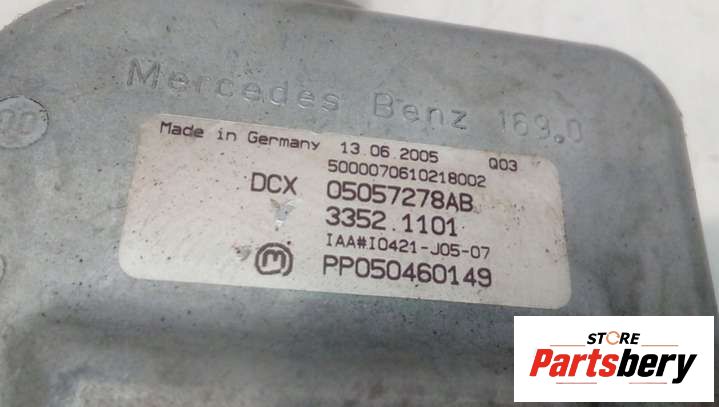 Mercedes Benz 169.0
00
Made in Germany 13.06.2005 Q03
5000070610218002
DCX 05057278AB
3352.1101
IAA#I0421-J05-07
m PP050460149
STORE
Partsbery